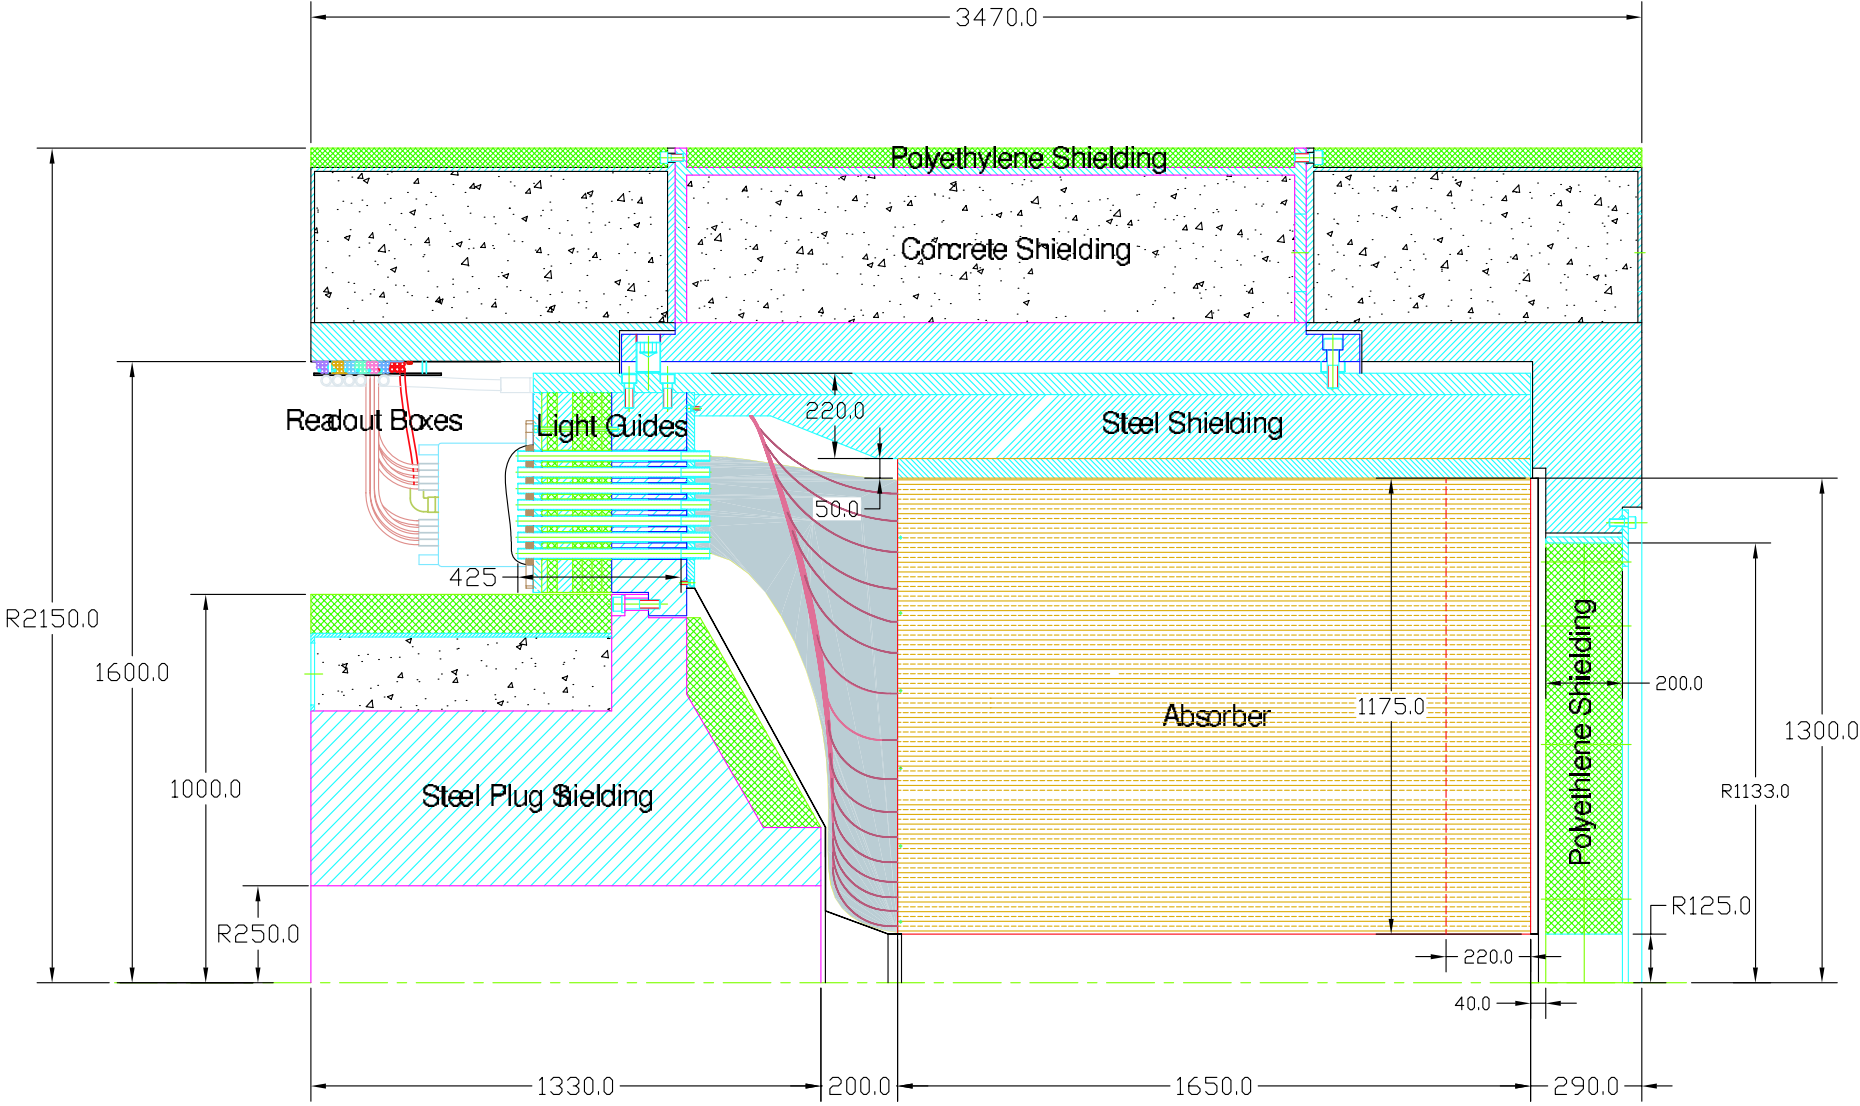 3470.0
Polyethylene Shielding
Concrete Shielding
Readout Boxes
Light Guides
220.0
Steel Shielding
50.0
425
R2150.0
1600.0
1000.0
Steel Plug Shielding
R250.0
Absorber
1175.0
Polyethlene Shielding
200.0
1300.0
R1133.0
R125.0
220.0
40.0
1330.0
200.0
1650.0
290.0